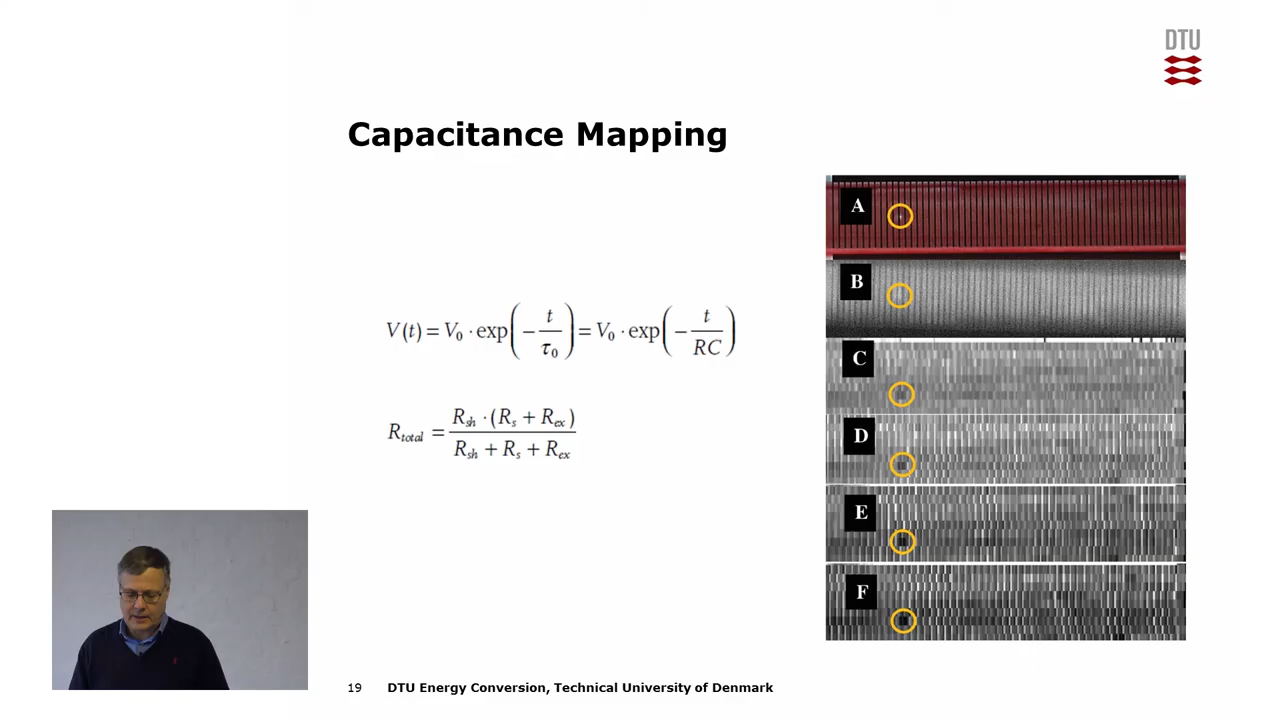 DTU
Capacitance Mapping
V(t) = V₀ · exp(− t/τ₀) = V₀ · exp(− t/RC)
R_total = R_sh · (R_s + R_ex) / R_sh + R_s + R_ex
A
B
C
D
E
F
19 DTU Energy Conversion, Technical University of Denmark